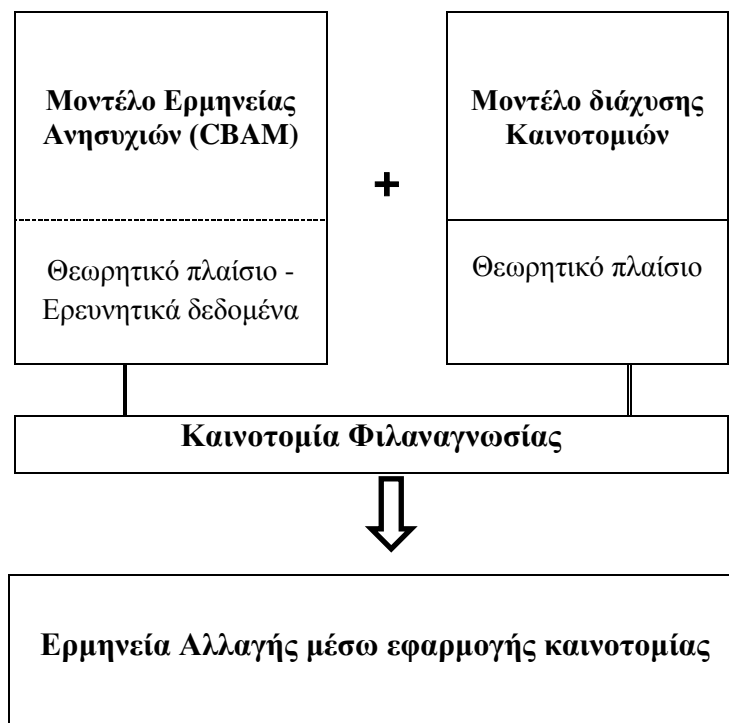 Μοντέλο Ερμηνείας
Ανησυχιών (CBAM)
Θεωρητικό πλαίσιο -
Ερευνητικά δεδομένα
+
Μοντέλο διάχυσης
Καινοτομιών
Θεωρητικό πλαίσιο
Καινοτομία Φιλαναγνωσίας
Ερμηνεία Αλλαγής μέσω εφαρμογής καινοτομίας